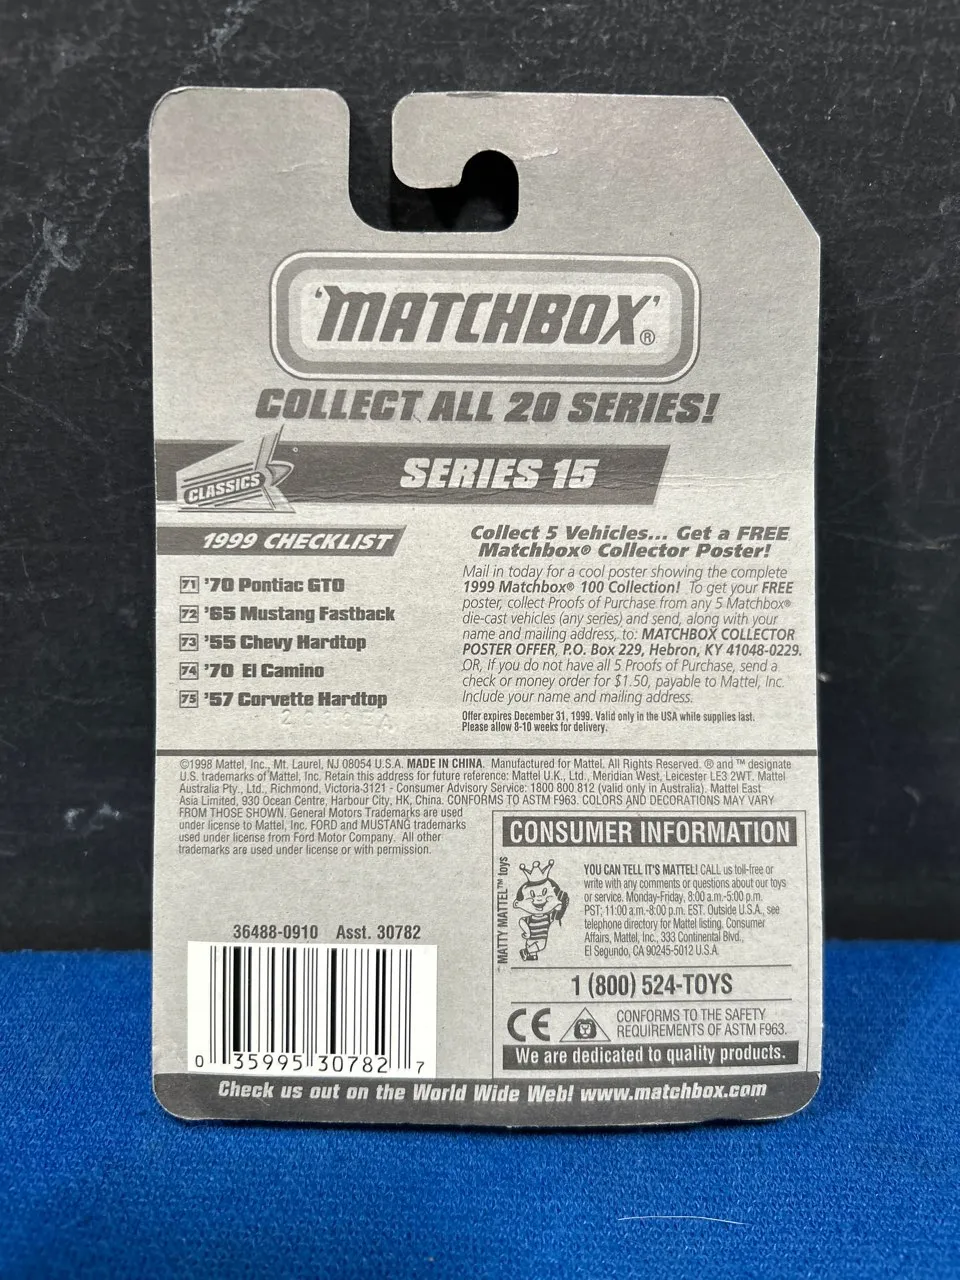 'MATCHBOX'®
COLLECT ALL 20 SERIES!
CLASSICS
SERIES 15
1999 CHECKLIST
71 '70 Pontiac GTO
72 '65 Mustang Fastback
73 '55 Chevy Hardtop
74 '70 El Camino
75 '57 Corvette Hardtop
Collect 5 Vehicles... Get a FREE
Matchbox® Collector Poster!
Mail in today for a cool poster showing the complete
1999 Matchbox® 100 Collection! To get your FREE
poster, collect Proofs of Purchase from any 5 Matchbox®
die-cast vehicles (any series) and send, along with your
name and mailing address, to: MATCHBOX COLLECTOR
POSTER OFFER, P.O. Box 229, Hebron, KY 41048-0229.
OR, If you do not have all 5 Proofs of Purchase, send a
check or money order for $1.50, payable to Mattel, Inc.
Include your name and mailing address.
Offer expires December 31, 1999. Valid only in the USA while supplies last.
Please allow 8-10 weeks for delivery.
©1998 Mattel, Inc., Mt. Laurel, NJ 08054 U.S.A. MADE IN CHINA. Manufactured for Mattel. All Rights Reserved. ® and ™ designate
U.S. trademarks of Mattel, Inc. Retain this address for future reference: Mattel U.K., Ltd., Meridian West, Leicester LE3 2WT. Mattel
Australia Pty., Ltd., Richmond, Victoria-3121 - Consumer Advisory Service: 1800 800 812 (valid only in Australia). Mattel East
Asia Limited, 930 Ocean Centre, Harbour City, HK, China. CONFORMS TO ASTM F963. COLORS AND DECORATIONS MAY VARY
FROM THOSE SHOWN. General Motors Trademarks are used
under license to Mattel, Inc. FORD and MUSTANG trademarks
used under license from Ford Motor Company. All other
trademarks are used under license or with permission.
CONSUMER INFORMATION
MATTY MATTEL™ toys
YOU CAN TELL IT'S MATTEL! CALL us toll-free or
write with any comments or questions about our toys
or service. Monday-Friday, 8:00 a.m.-5:00 p.m.
PST; 11:00 a.m.-8:00 p.m. EST. Outside U.S.A., see
telephone directory for Mattel listing. Consumer
Affairs, Mattel, Inc., 333 Continental Blvd.,
El Segundo, CA 90245-5012 U.S.A.
1 (800) 524-TOYS
CE
CONFORMS TO THE SAFETY
REQUIREMENTS OF ASTM F963.
We are dedicated to quality products.
36488-0910 Asst. 30782
0 35995 30782 7
Check us out on the World Wide Web! www.matchbox.com